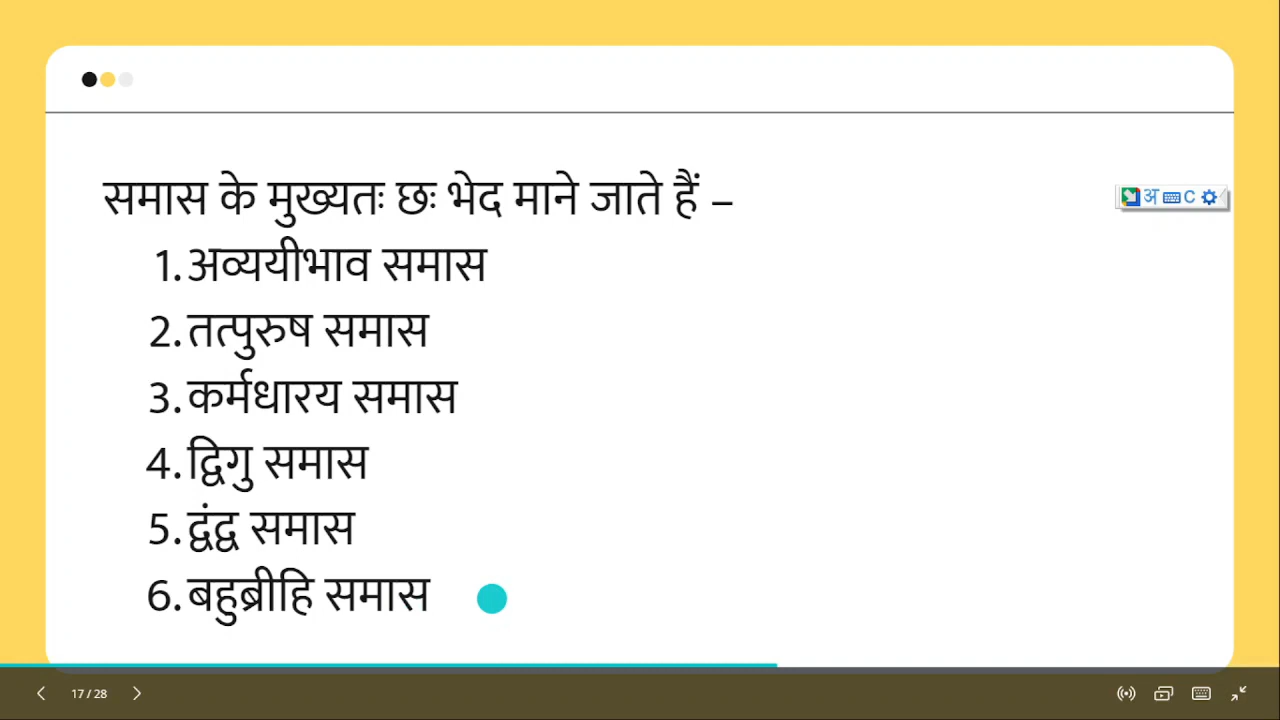 समास के मुख्यतः छः भेद माने जाते हैं –
1. अव्ययीभाव समास
2. तत्पुरुष समास
3. कर्मधारय समास
4. द्विगु समास
5. द्वंद्व समास
6. बहुब्रीहि समास
अ C
17 / 28